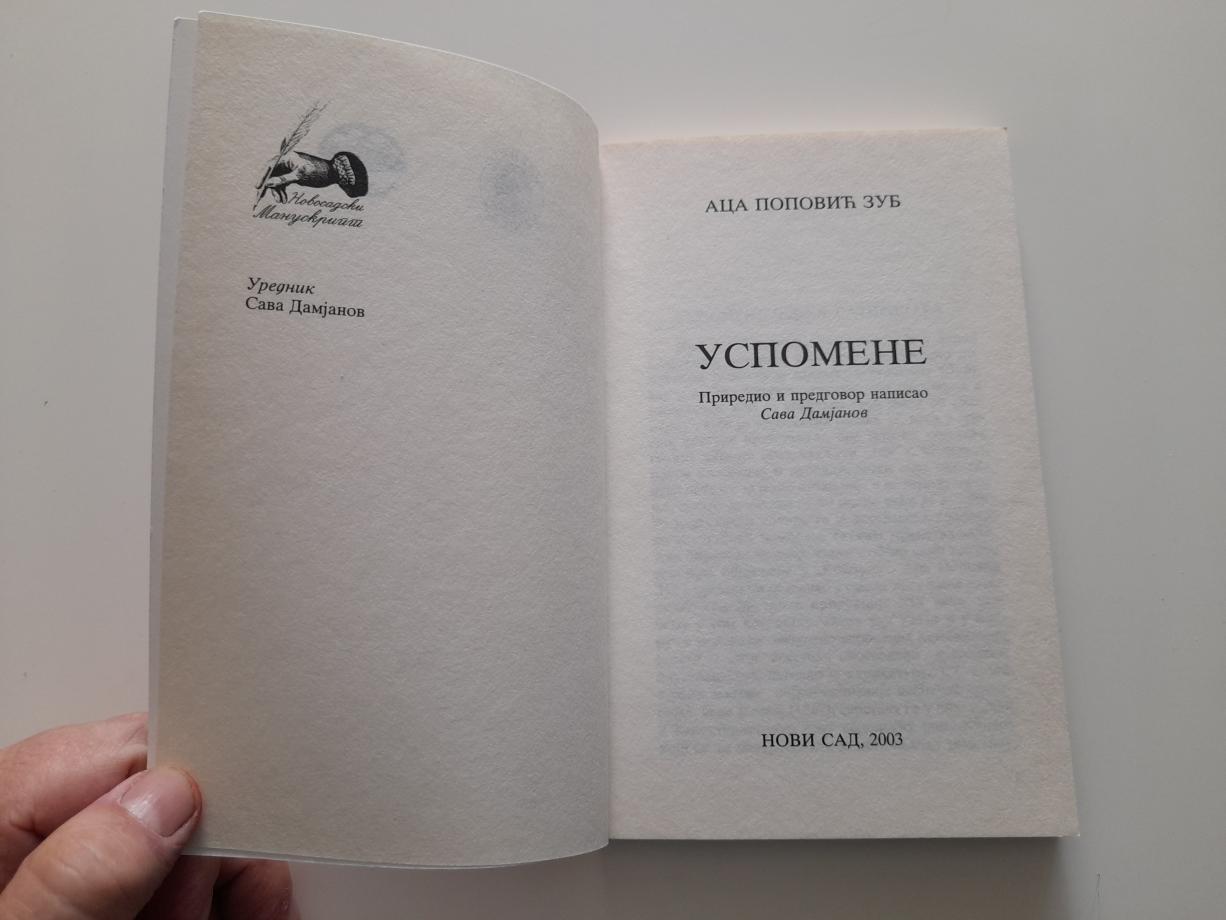 Новосадски
Манускрипт
Уредник
Сава Дамјанов
АЦА ПОПОВИЋ ЗУБ
УСПОМЕНЕ
Приредио и предговор написао
Сава Дамјанов
НОВИ САД, 2003